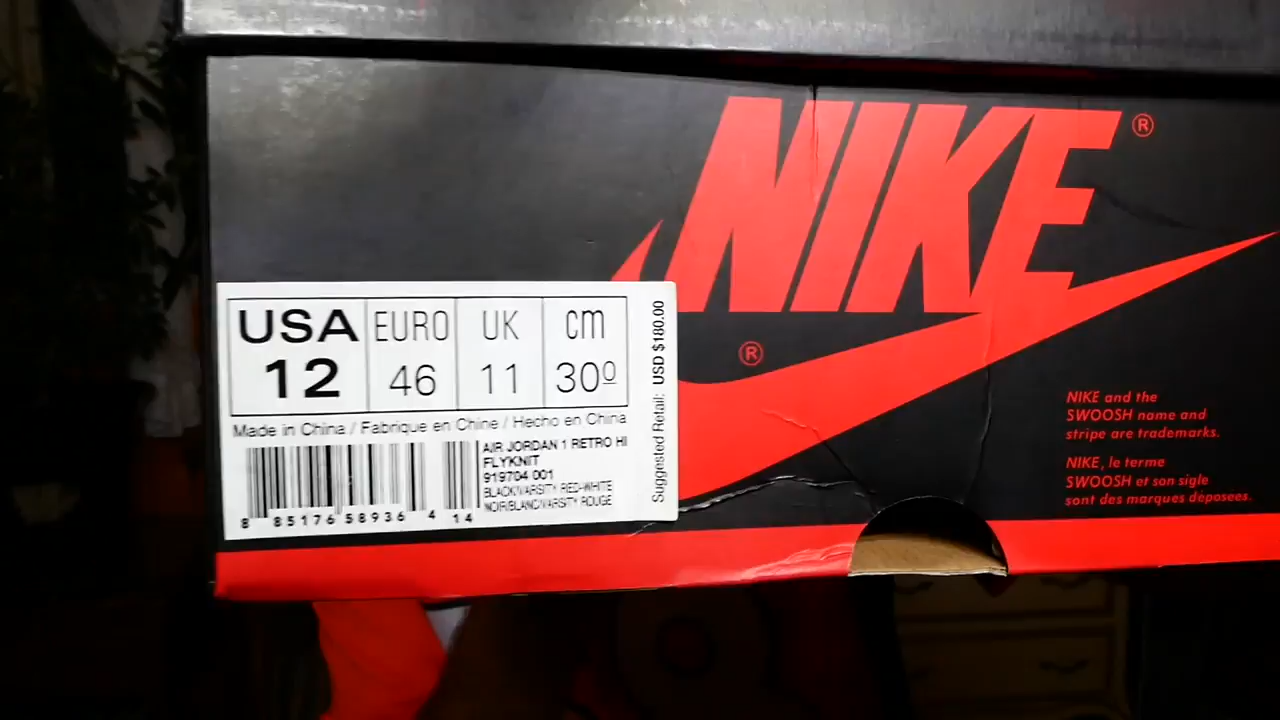 NIKE®
®
USA EURO UK cm
12 46 11 30º
Made in China / Fabrique en Chine / Hecho en China
AIR JORDAN 1 RETRO HI
FLYKNIT
919704 001
BLACK/VARSITY RED-WHITE
NOIR/BLANC/VARSITY ROUGE
8 85176 58936 4 14
Suggested Retail: USD $180.00
NIKE and the
SWOOSH name and
stripe are trademarks.
NIKE, le terme
SWOOSH et son sigle
sont des marques déposées.